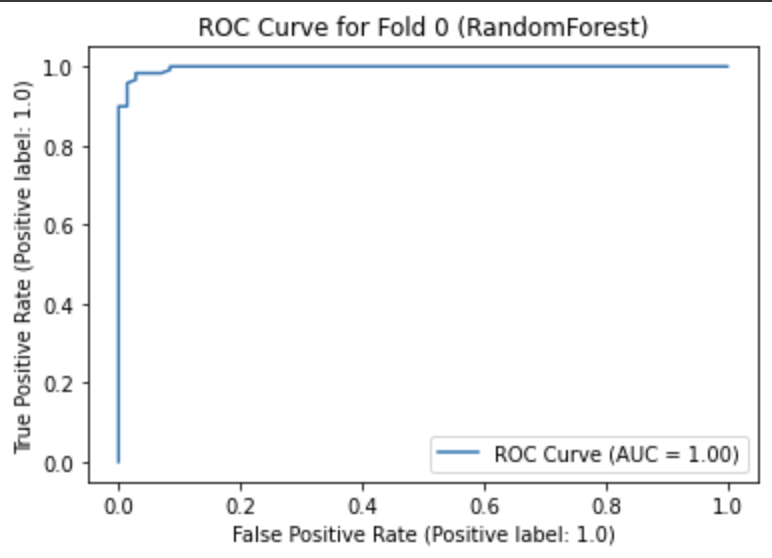 ROC Curve for Fold 0 (RandomForest)
True Positive Rate (Positive label: 1.0)
1.0
0.8
0.6
0.4
0.2
0.0
ROC Curve (AUC = 1.00)
0.0 0.2 0.4 0.6 0.8 1.0
False Positive Rate (Positive label: 1.0)